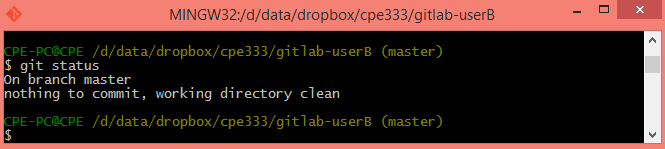 MINGW32:/d/data/dropbox/cpe333/gitlab-userB
CPE-PC@CPE /d/data/dropbox/cpe333/gitlab-userB (master)
$ git status
On branch master
nothing to commit, working directory clean
CPE-PC@CPE /d/data/dropbox/cpe333/gitlab-userB (master)
$